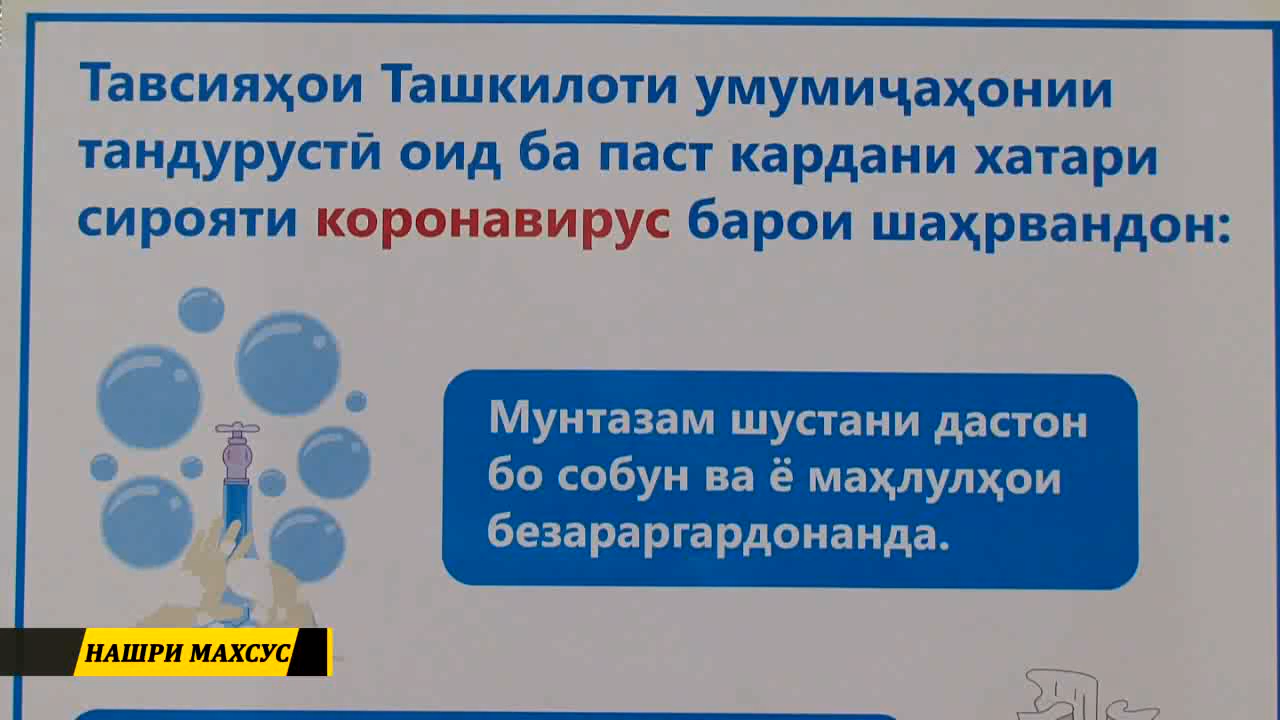 Тавсияҳои Ташкилоти умумиҷаҳонии
тандурустӣ оид ба паст кардани хатари
сирояти коронавирус барои шаҳрвандон:
Мунтазам шустани дастон
бо собун ва ё маҳлулҳои
безараргардонанда.
НАШРИ МАХСУС